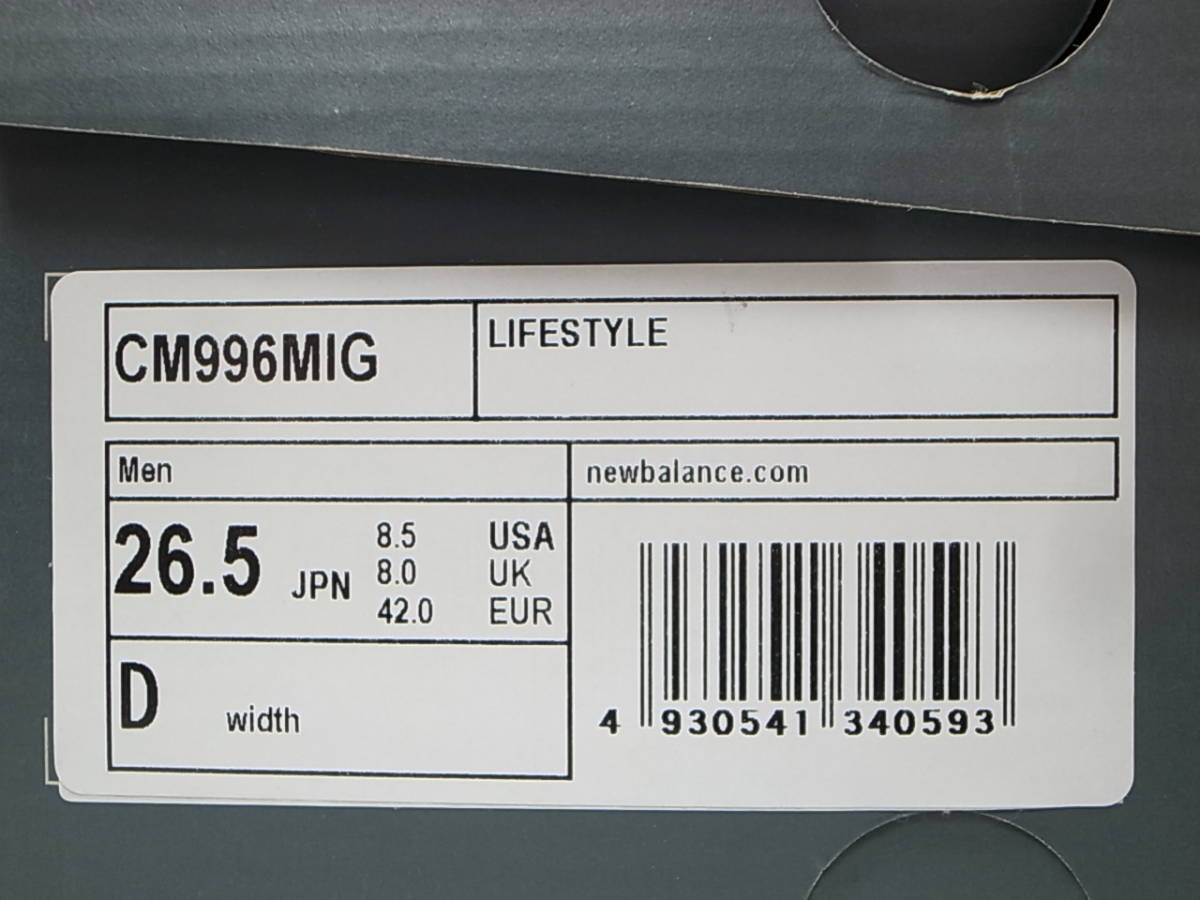 CM996MIG
LIFESTYLE
Men
newbalance.com
26.5 JPN
8.5 USA
8.0 UK
42.0 EUR
D width
4 930541 340593